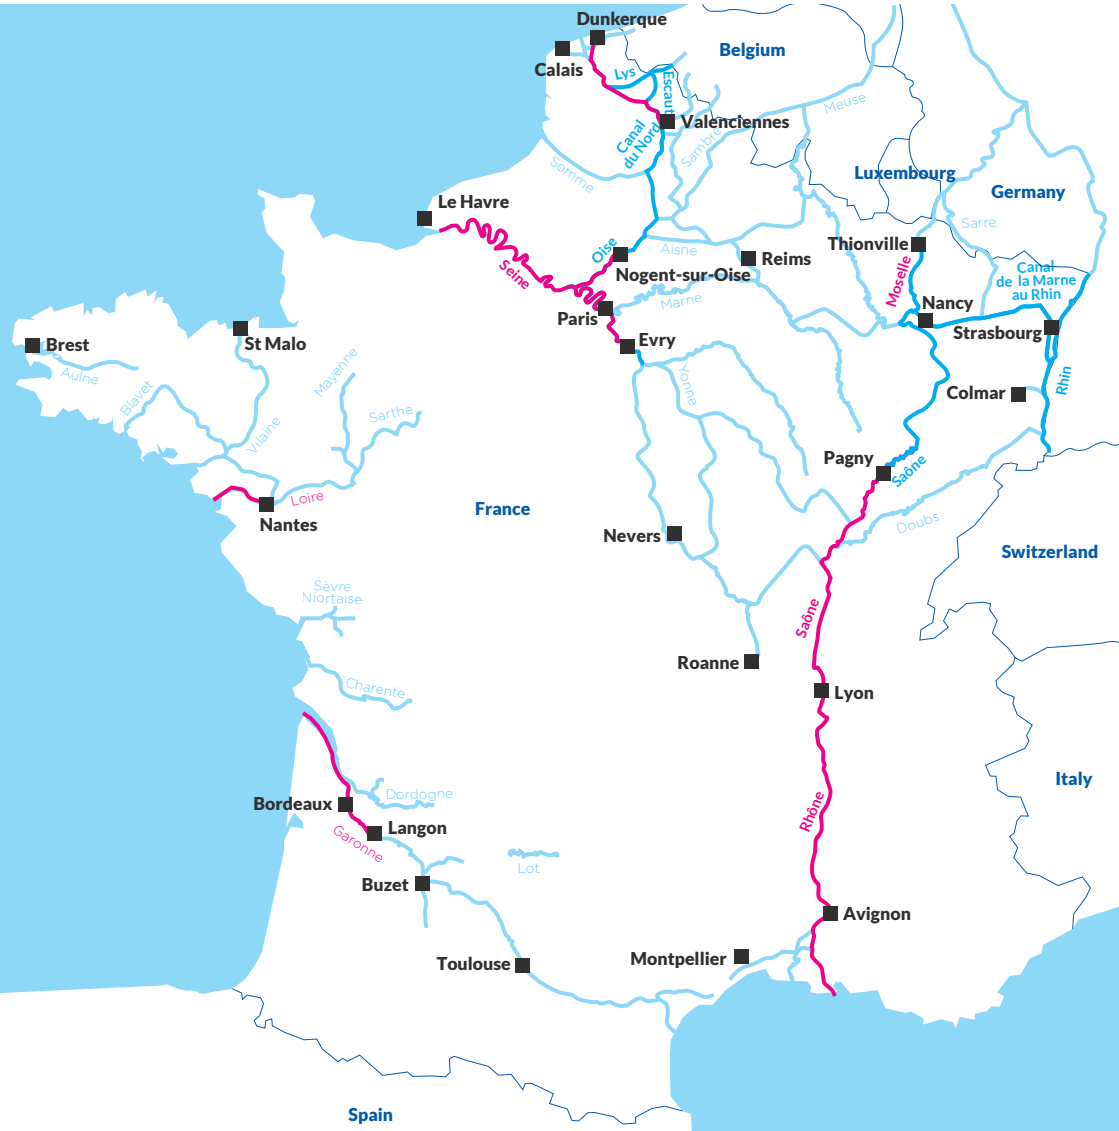 Dunkerque
Belgium
Calais
Lys
Escaut
Meuse
Valenciennes
Canal
du Nord
Sambre
Somme
Luxembourg
Germany
Le Havre
Sarre
Oise
Aisne
Thionville
Reims
Seine
Nogent-sur-Oise
Canal
de la Marne
au Rhin
Moselle
Marne
Nancy
Paris
Strasbourg
Brest
St Malo
Evry
Aulne
Mayenne
Rhin
Blavet
Yonne
Colmar
Sarthe
Vilaine
Pagny
Saône
Loire
France
Nantes
Doubs
Nevers
Switzerland
Sèvre
Niortaise
Saône
Roanne
Charente
Lyon
Italy
Dordogne
Bordeaux
Rhône
Langon
Garonne
Lot
Buzet
Avignon
Toulouse
Montpellier
Spain